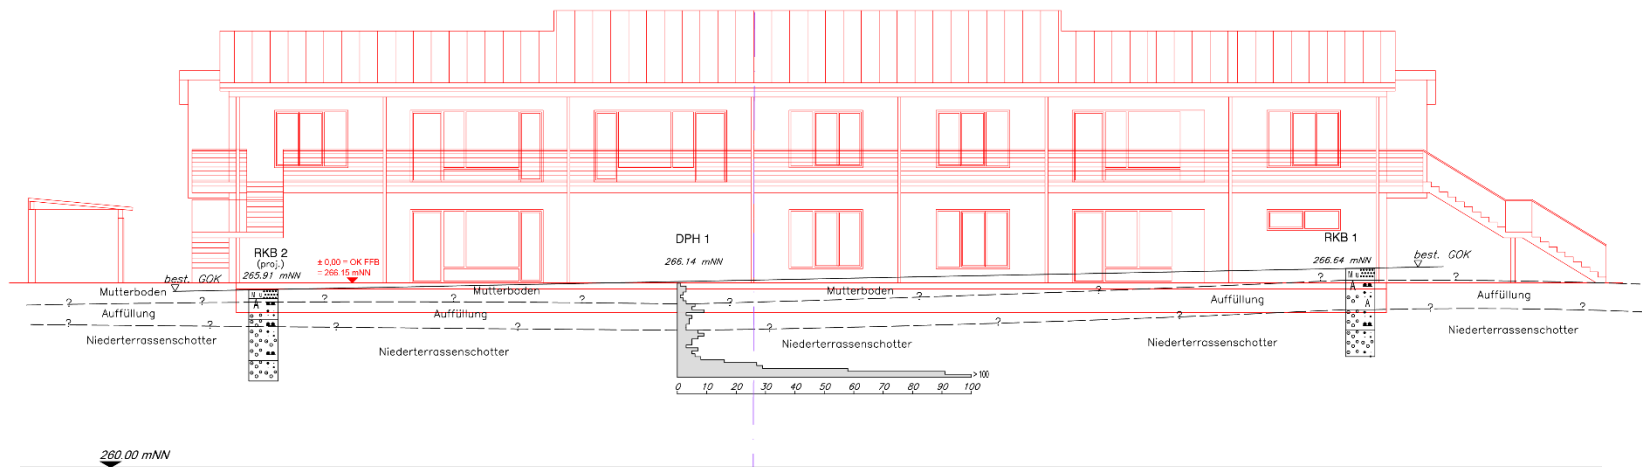 RKB 2
(proj.)
265.91 mNN
± 0,00 = OK FFB
= 266.15 mNN
DPH 1
266.14 mNN
RKB 1
266.64 mNN
best. GOK
best. GOK
Mutterboden
Mutterboden
Mutterboden
M u
M u
A
A
A
Auffüllung
Auffüllung
Auffüllung
Auffüllung
? ? ? ? ? ? ? ?
? ? ? ? ? ? ? ?
Niederterrassenschotter
Niederterrassenschotter
Niederterrassenschotter
Niederterrassenschotter
Niederterrassenschotter
> 100
0 10 20 30 40 50 60 70 80 90 100
260.00 mNN